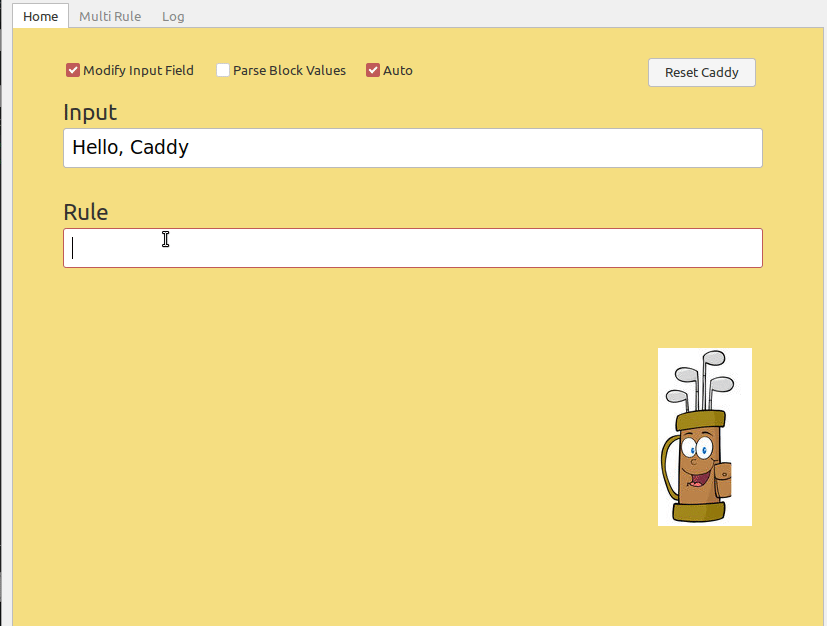 Home Multi Rule Log
Modify Input Field Parse Block Values Auto Reset Caddy
Input
Hello, Caddy
Rule